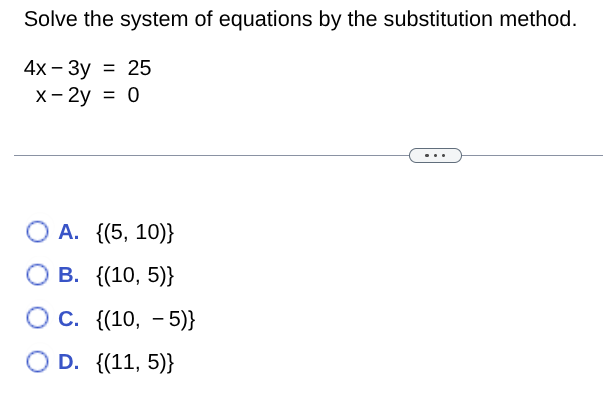 Solve the system of equations by the substitution method.
4x − 3y = 25
x − 2y = 0
A. {(5, 10)}
B. {(10, 5)}
C. {(10, − 5)}
D. {(11, 5)}